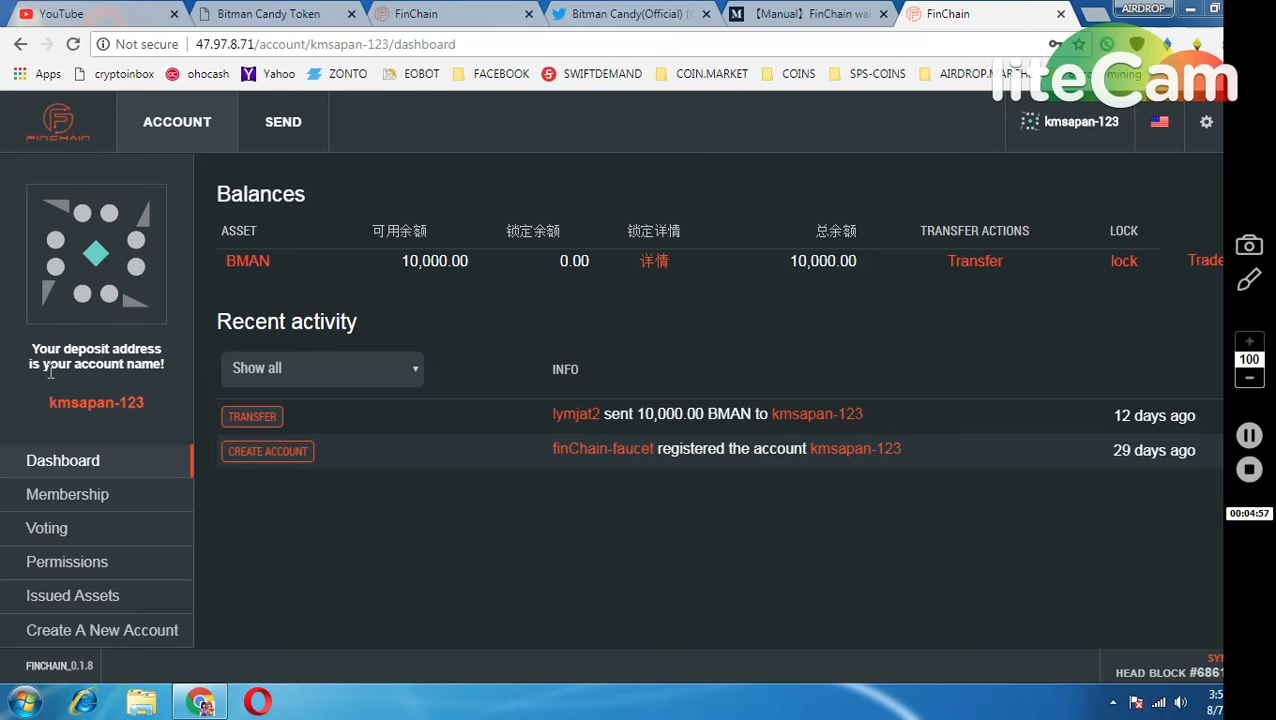 YouTube
Bitman Candy Token
FinChain
Bitman Candy(Official) (
【Manual】FinChain wa
FinChain
AIRDROP
Not secure
47.97.8.71/account/kmsapan-123/dashboard
Apps
cryptoinbox
ohocash
Yahoo
ZONTO
EOBOT
FACEBOOK
SWIFTDEMAND
COIN.MARKET
COINS
SPS-COINS
mining
liteCam
FINCHAIN
ACCOUNT
SEND
kmsapan-123
Balances
ASSET 可用余额 锁定余额 锁定详情 总余额 TRANSFER ACTIONS LOCK
BMAN 10,000.00 0.00 详情 10,000.00 Transfer lock Trade
Recent activity
Show all
INFO
TRANSFER lymjat2 sent 10,000.00 BMAN to kmsapan-123 12 days ago
CREATE ACCOUNT finChain-faucet registered the account kmsapan-123 29 days ago
Your deposit address
is your account name!
kmsapan-123
Dashboard
Membership
Voting
Permissions
Issued Assets
Create A New Account
FINCHAIN_0.1.8
SY
HEAD BLOCK #6861
100
00:04:57
3:5
8/7